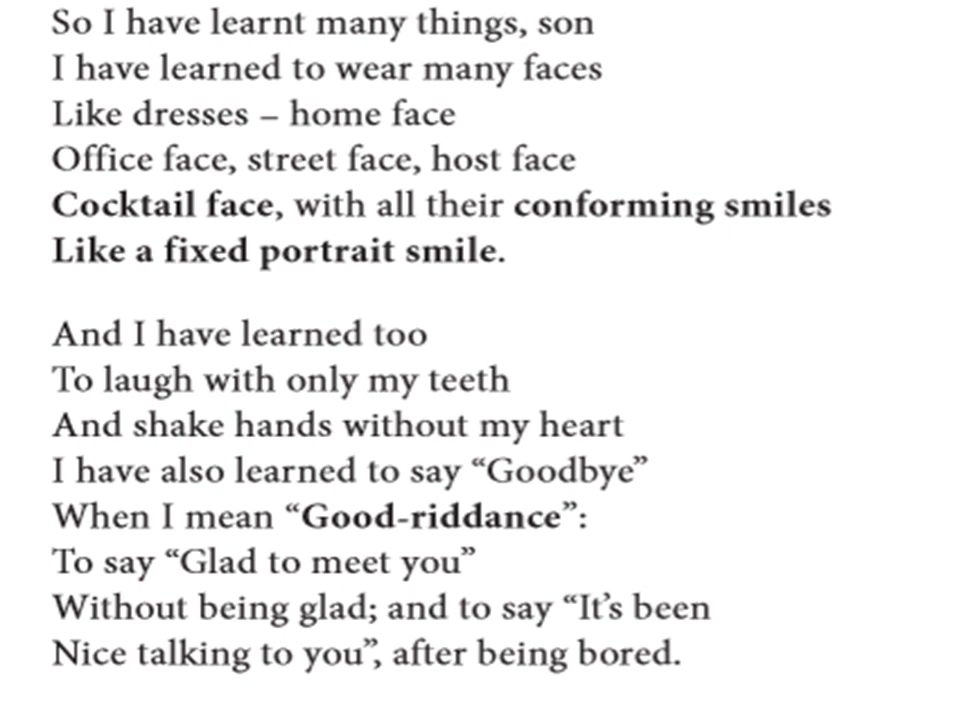 So I have learnt many things, son
I have learned to wear many faces
Like dresses – home face
Office face, street face, host face
Cocktail face, with all their conforming smiles
Like a fixed portrait smile.
And I have learned too
To laugh with only my teeth
And shake hands without my heart
I have also learned to say “Goodbye”
When I mean “Good-riddance”:
To say “Glad to meet you”
Without being glad; and to say “It’s been
Nice talking to you”, after being bored.